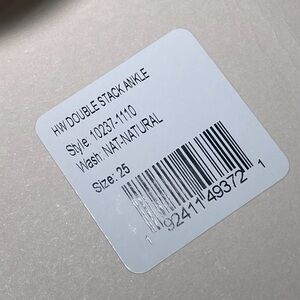 HW DOUBLE STACK ANKLE
Style: 10237-1110
Wash: NAT-NATURAL
Size: 25
1 92411 49372 1